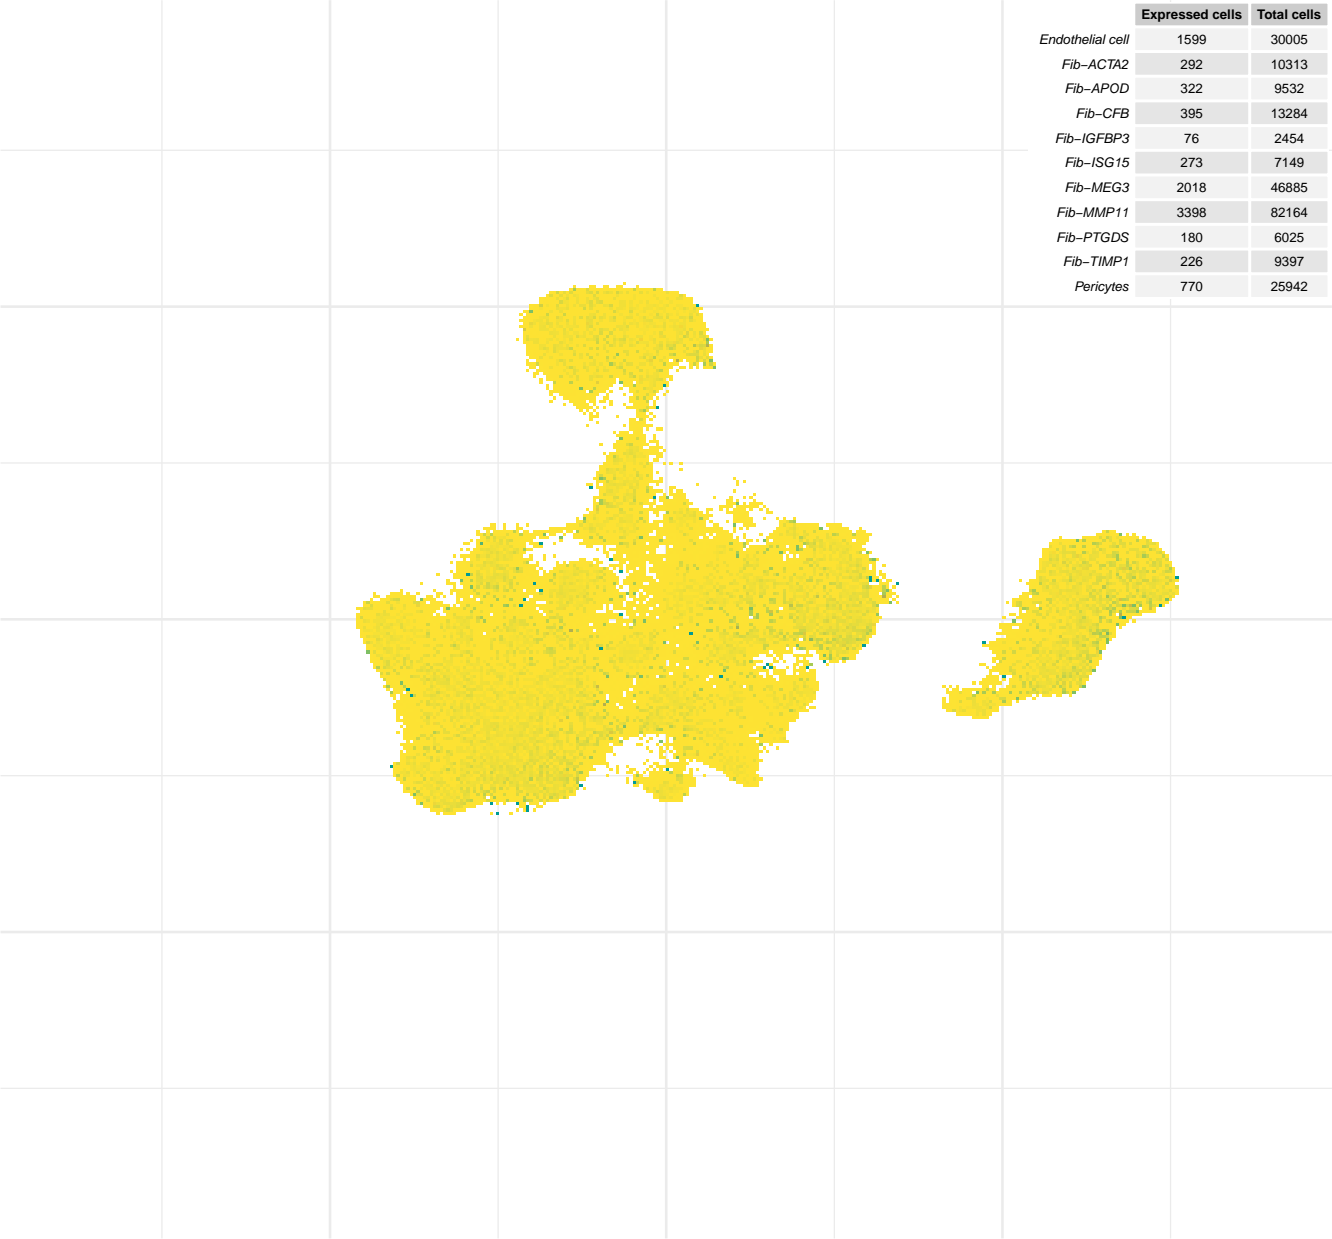 Expressed cells Total cells
Endothelial cell 1599 30005
Fib−ACTA2 292 10313
Fib−APOD 322 9532
Fib−CFB 395 13284
Fib−IGFBP3 76 2454
Fib−ISG15 273 7149
Fib−MEG3 2018 46885
Fib−MMP11 3398 82164
Fib−PTGDS 180 6025
Fib−TIMP1 226 9397
Pericytes 770 25942